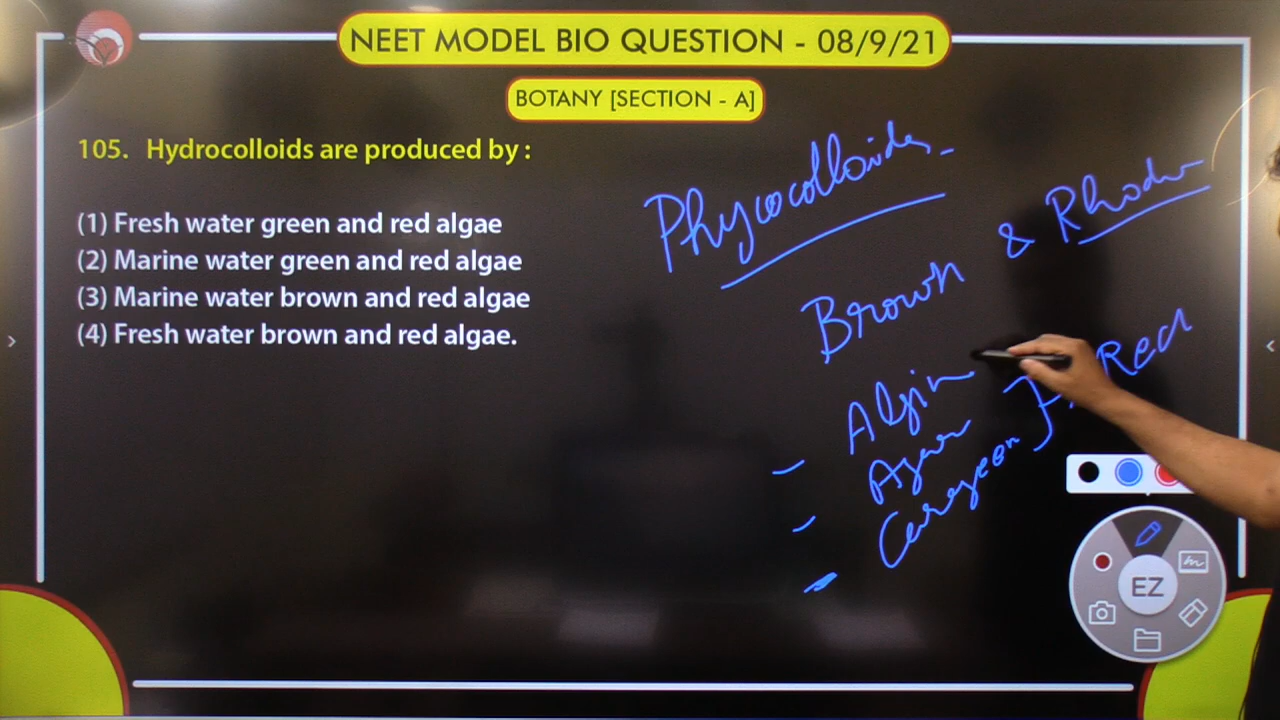 NEET MODEL BIO QUESTION - 08/9/21
BOTANY [SECTION - A]
105. Hydrocolloids are produced by :
(1) Fresh water green and red algae
(2) Marine water green and red algae
(3) Marine water brown and red algae
(4) Fresh water brown and red algae.
Phycocolloids -
Brown & Rhodo
- Algin
- Agar
- Carageen } Red
EZ